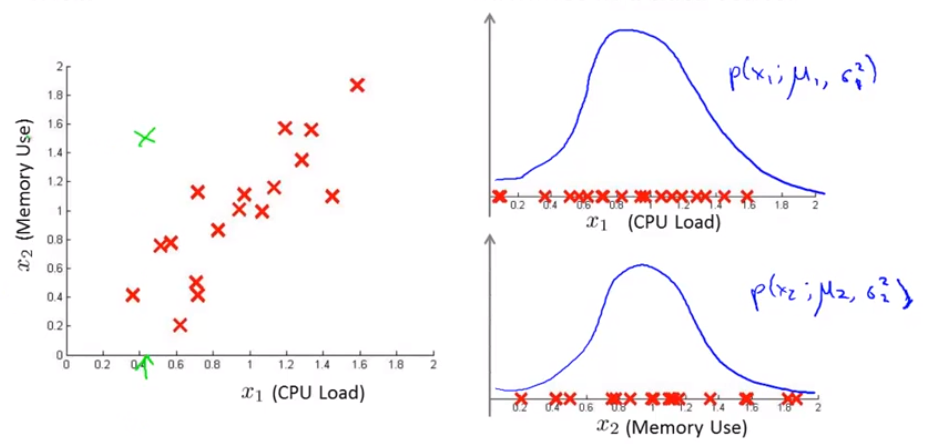 2
1.8
1.6
1.4
1.2
1
0.8
0.6
0.4
0.2
0
x₂ (Memory Use)
0 0.2 0.4 0.6 0.8 1 1.2 1.4 1.6 1.8 2
x₁ (CPU Load)
p(x₁; μ₁, σ₁²)
0.2 0.4 0.6 0.8 1 1.2 1.4 1.6 1.8 2
x₁ (CPU Load)
p(x₂; μ₂, σ₂²)
0.2 0.4 0.6 0.8 1 1.2 1.4 1.6 1.8 2
x₂ (Memory Use)